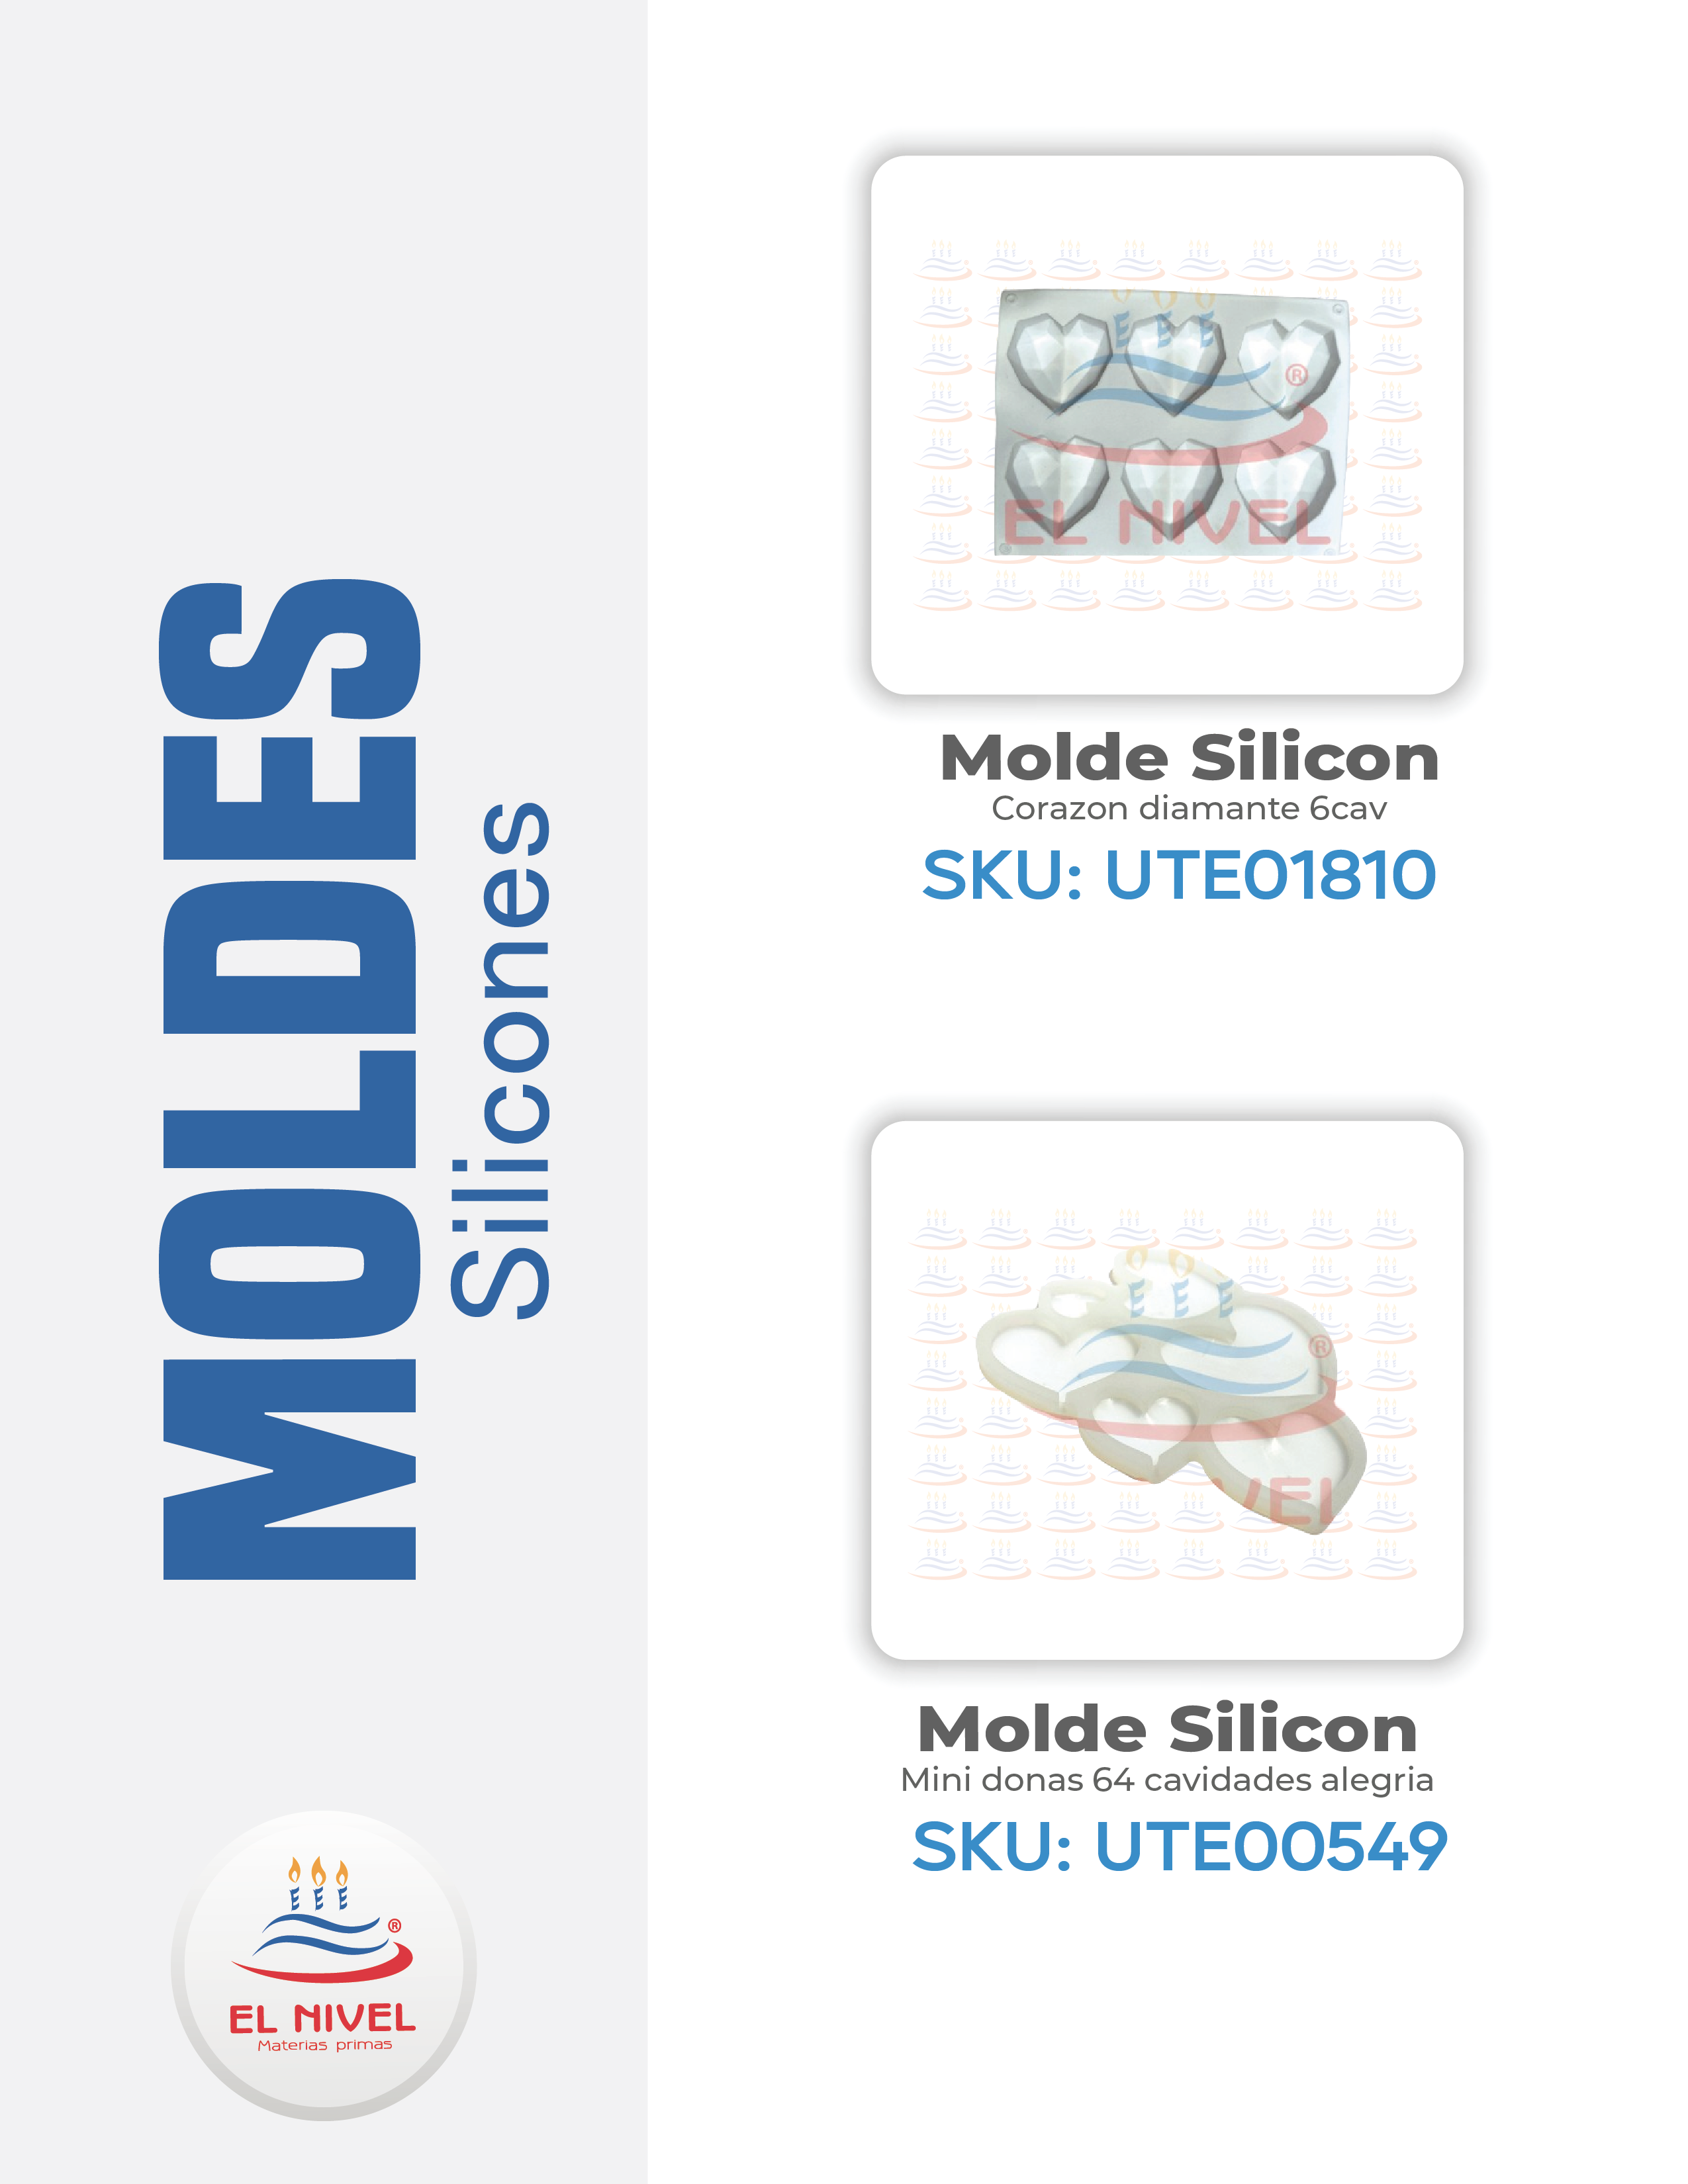 MOLDES
Silicones
EL NIVEL
Molde Silicon
Corazon diamante 6cav
SKU: UTE01810
VEI
Molde Silicon
Mini donas 64 cavidades alegria
SKU: UTE00549
®
EL NIVEL
Materias primas